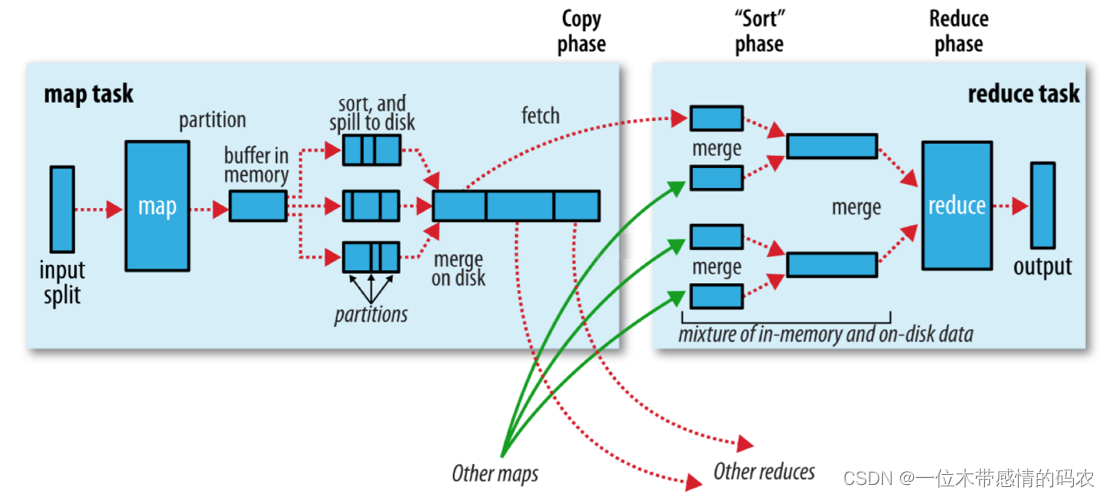 Copy
phase
“Sort”
phase
Reduce
phase
map task
reduce task
partition
sort, and
spill to disk
fetch
buffer in
memory
merge
map
merge
reduce
input
split
merge
on disk
merge
output
partitions
mixture of in-memory and on-disk data
Other maps
Other reduces
CSDN @一位木带感情的码农